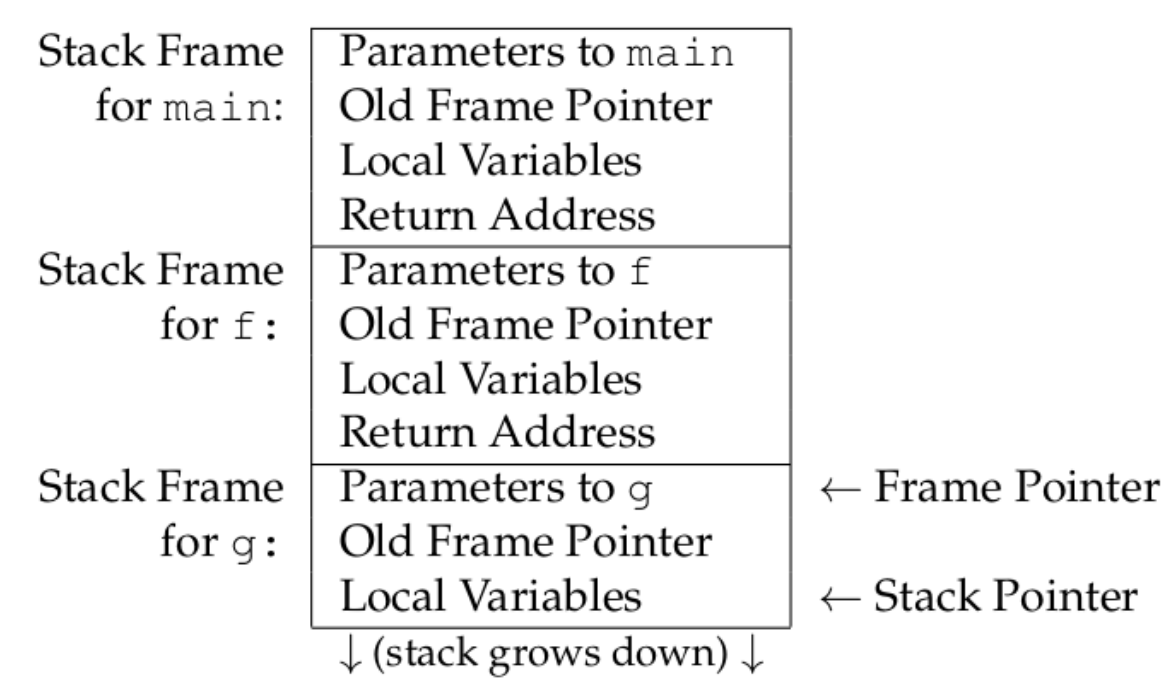 Stack Frame Parameters to main
for main: Old Frame Pointer
Local Variables
Return Address
Stack Frame Parameters to f
for f: Old Frame Pointer
Local Variables
Return Address
Stack Frame Parameters to g ← Frame Pointer
for g: Old Frame Pointer
Local Variables ← Stack Pointer
↓ (stack grows down) ↓